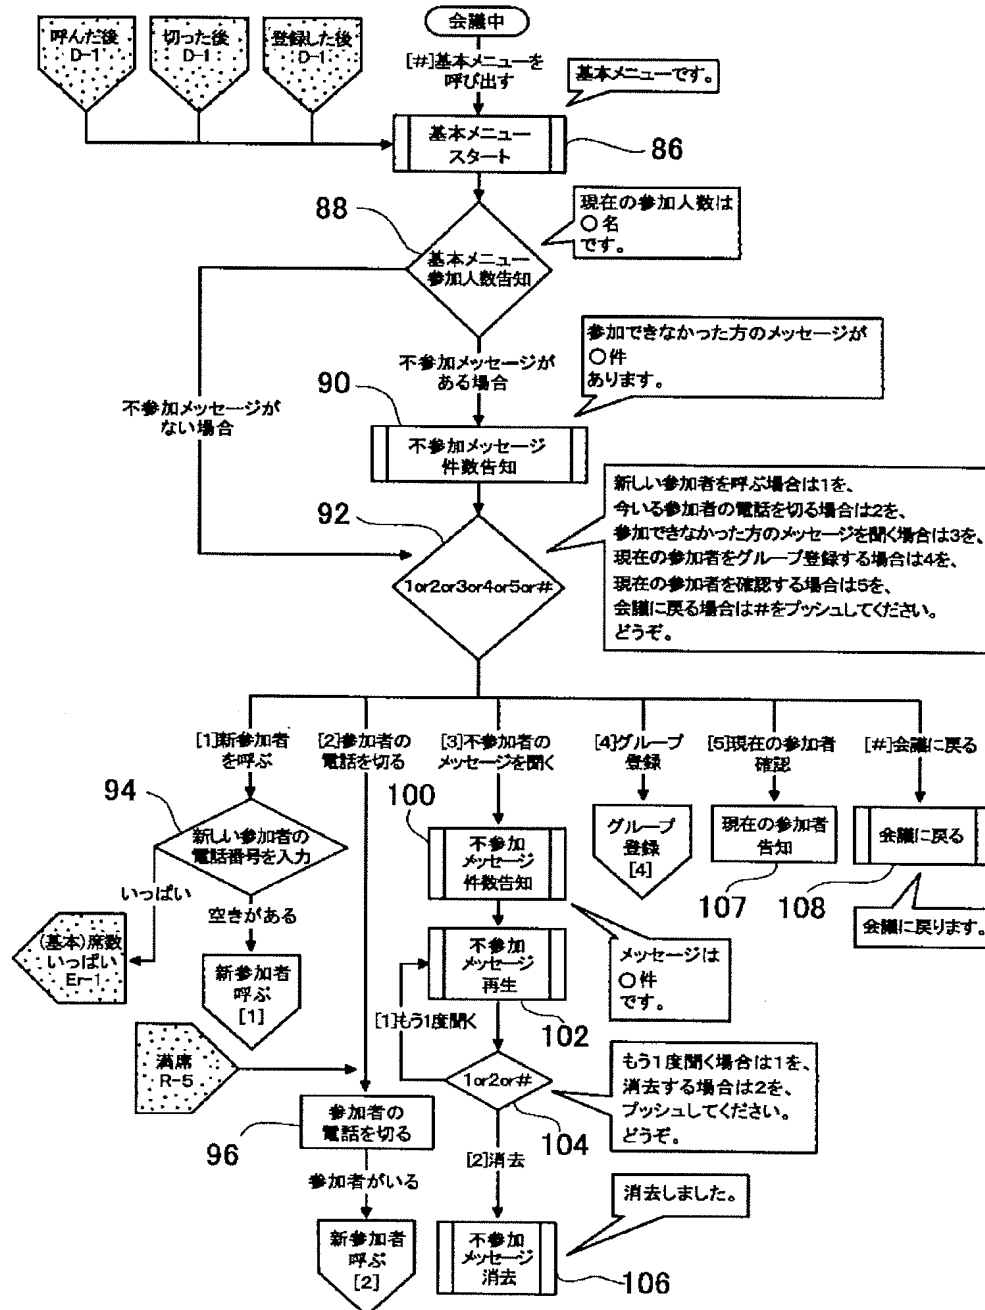 会議中
呼んだ後
D-1
切った後
D-1
登録した後
D-1
[#]基本メニューを
呼び出す
基本メニューです。
基本メニュー
スタート
86
88
現在の参加人数は
○名
です。
基本メニュー
参加人数告知
参加できなかった方のメッセージが
○件
あります。
不参加メッセージが
ある場合
90
不参加メッセージが
ない場合
不参加メッセージ
件数告知
92
新しい参加者を呼ぶ場合は1を、
今いる参加者の電話を切る場合は2を、
参加できなかった方のメッセージを聞く場合は3を、
現在の参加者をグループ登録する場合は4を、
現在の参加者を確認する場合は5を、
会議に戻る場合は#をプッシュしてください。
どうぞ。
1or2or3or4or5or#
[1]新参加者
を呼ぶ
[2]参加者の
電話を切る
[3]不参加者の
メッセージを聞く
[4]グループ
登録
[5]現在の参加者
確認
[#]会議に戻る
94
新しい参加者の
電話番号を入力
100
不参加
メッセージ
件数告知
グループ
登録
[4]
現在の参加者
告知
107
会議に戻る
108
会議に戻ります。
いっぱい
空きがある
(基本)席数
いっぱい
Er-1
新参加者
呼ぶ
[1]
メッセージは
○件
です。
不参加
メッセージ
再生
102
[1]もう1度聞く
満席
R-5
1or2or#
104
もう1度聞く場合は1を、
消去する場合は2を、
プッシュしてください。
どうぞ。
参加者の
電話を切る
96
参加者がいる
[2]消去
消去しました。
新参加者
呼ぶ
[2]
不参加
メッセージ
消去
106